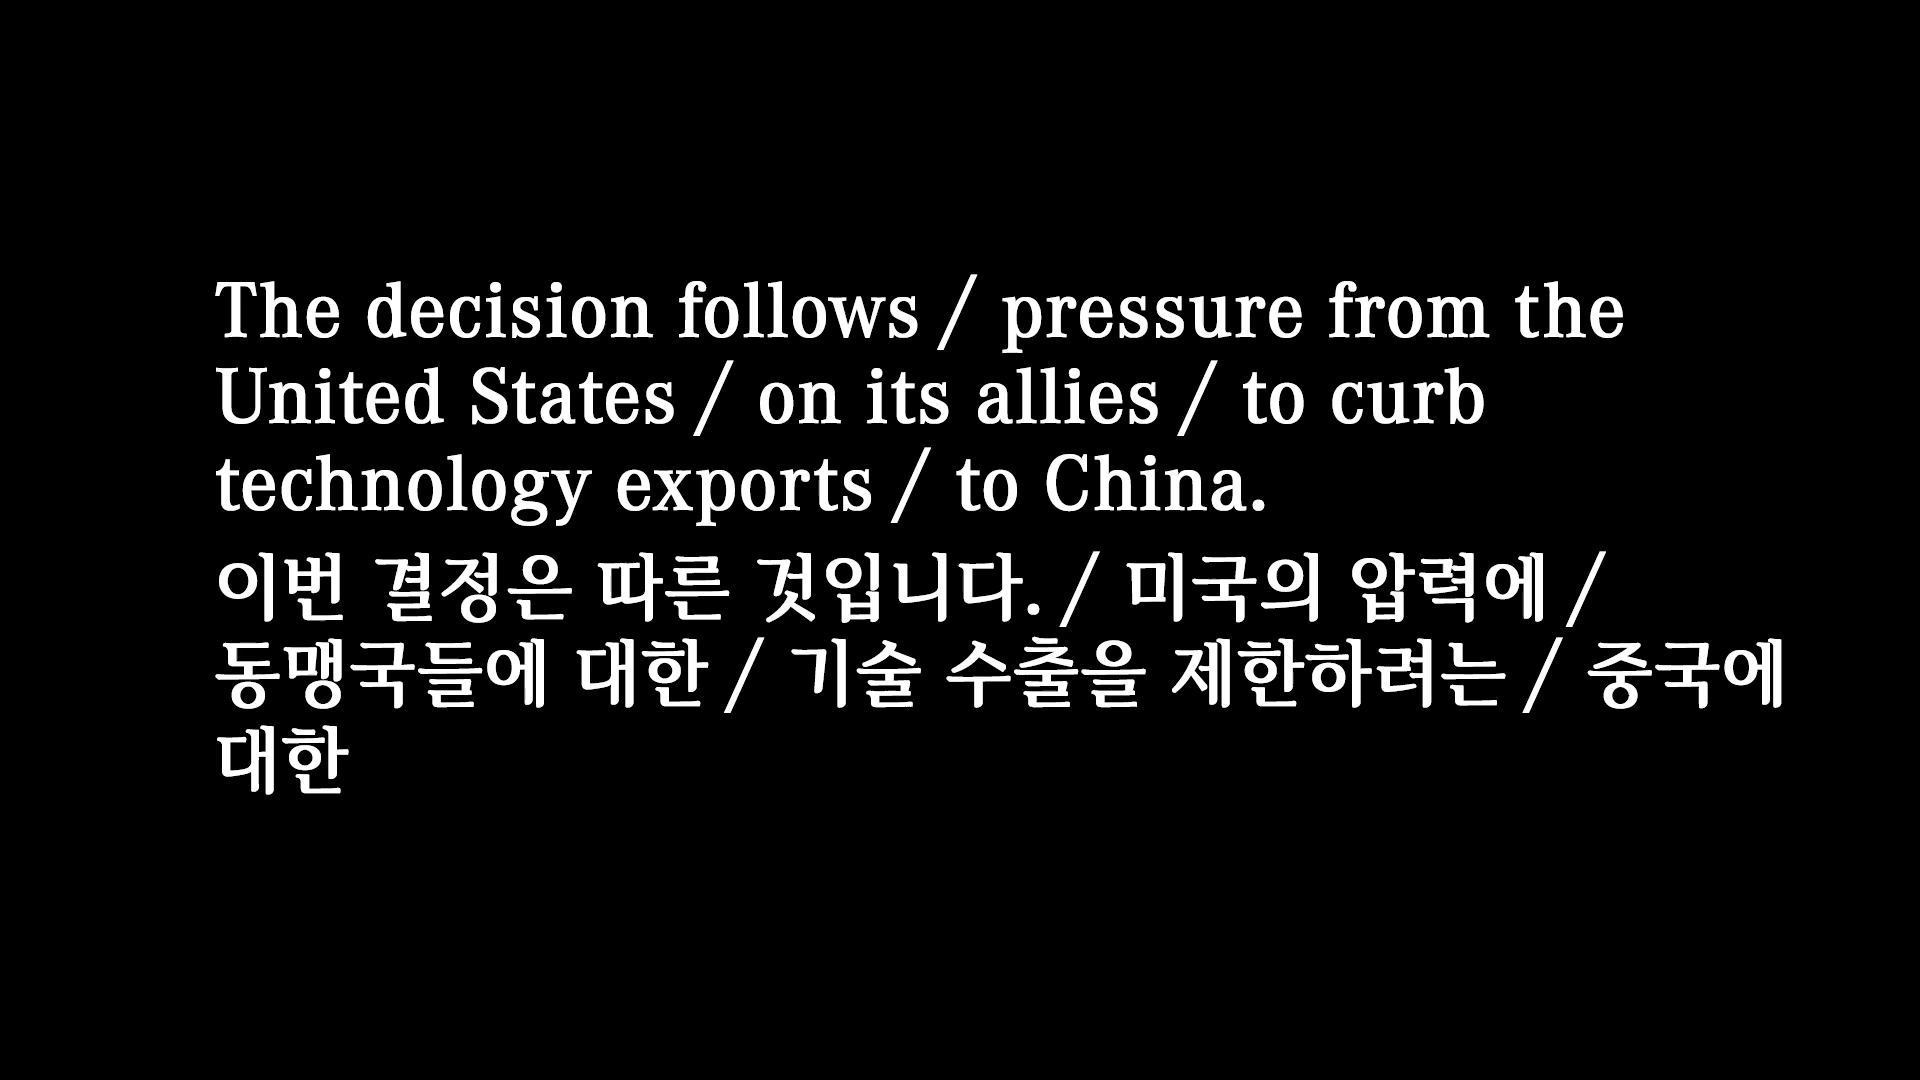 The decision follows / pressure from the
United States / on its allies / to curb
technology exports / to China.
이번 결정은 따른 것입니다. / 미국의 압력에 /
동맹국들에 대한 / 기술 수출을 제한하려는 / 중국에
대한